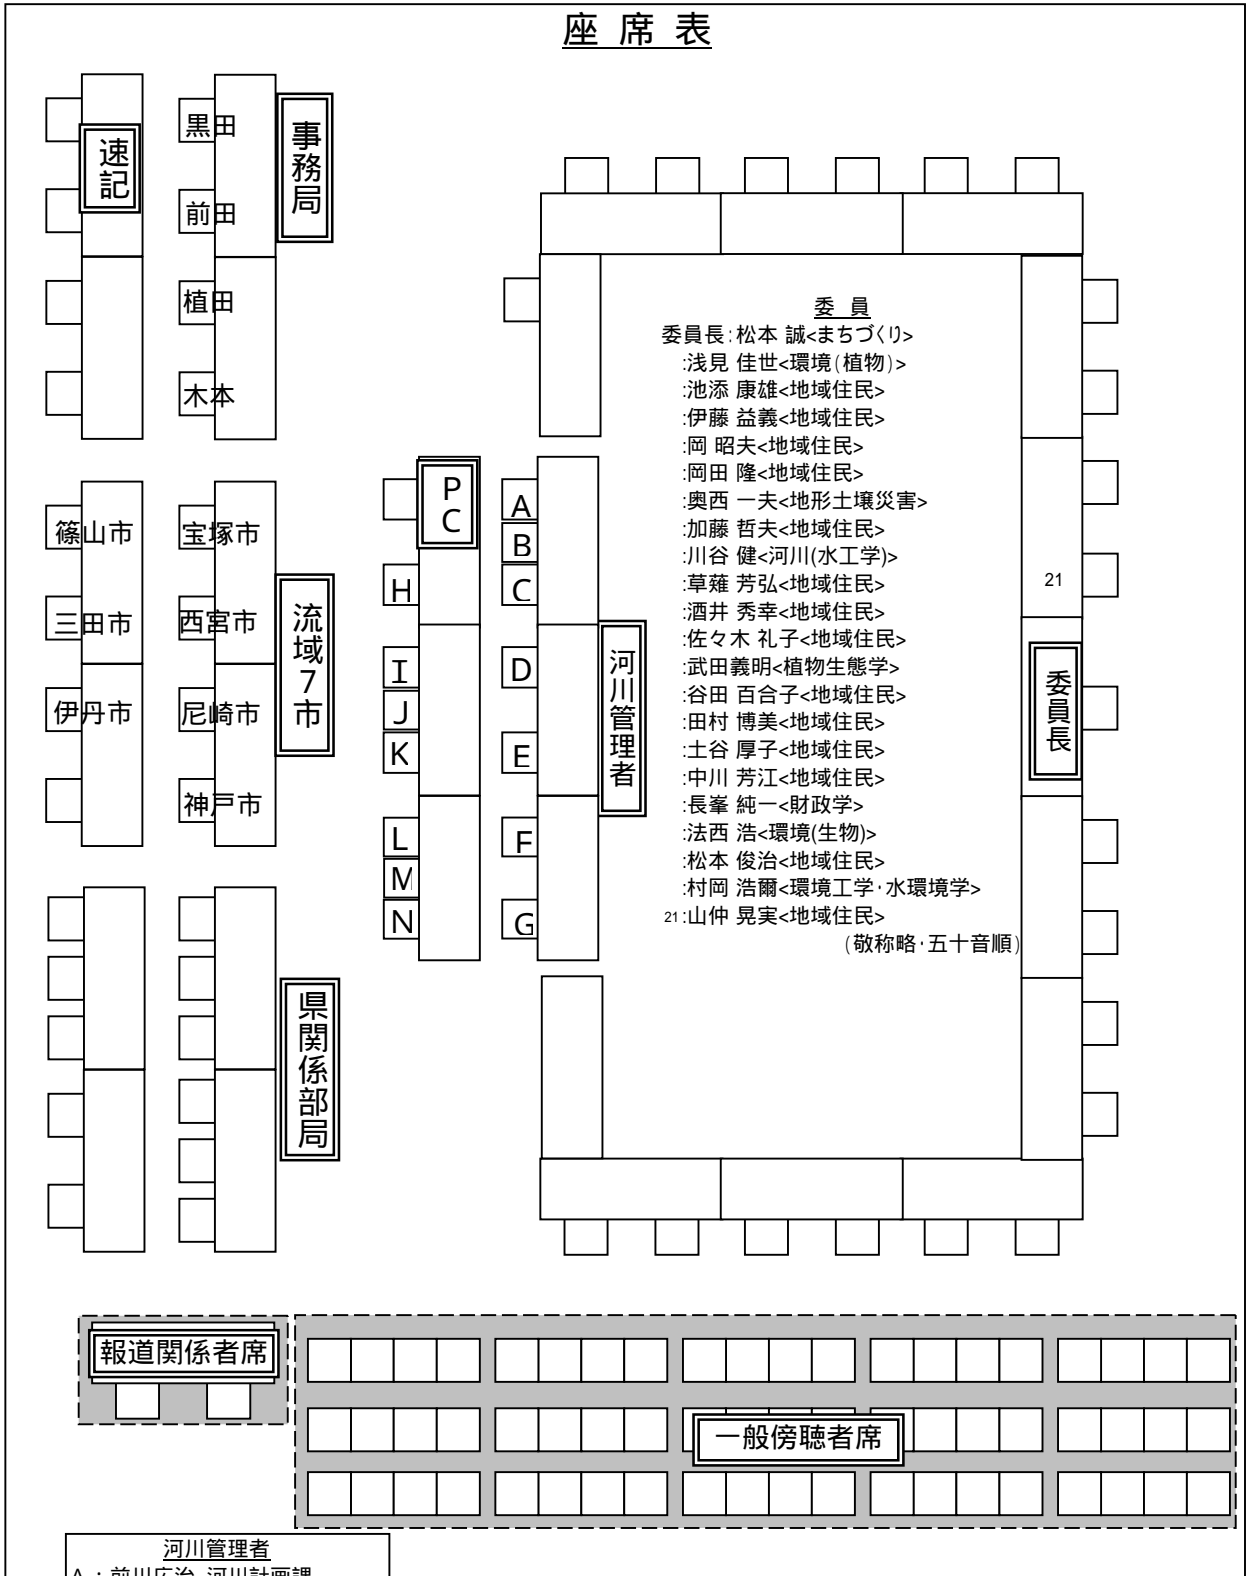 座 席 表
速記
黒田
前田
植田
木本
事務局
篠山市
三田市
伊丹市
宝塚市
西宮市
尼崎市
神戸市
流域7市
県関係部局
PC
H
I
J
K
L
M
N
A
B
C
D
E
F
G
河川管理者
委 員
委員長:松本 誠<まちづくり>
:浅見 佳世<環境(植物)>
:池添 康雄<地域住民>
:伊藤 益義<地域住民>
:岡 昭夫<地域住民>
:岡田 隆<地域住民>
:奥西 一夫<地形土壌災害>
:加藤 哲夫<地域住民>
:川谷 健<河川(水工学)>
:草薙 芳弘<地域住民>
:酒井 秀幸<地域住民>
:佐々木 礼子<地域住民>
:武田義明<植物生態学>
:谷田 百合子<地域住民>
:田村 博美<地域住民>
:土谷 厚子<地域住民>
:中川 芳江<地域住民>
:長峯 純一<財政学>
:法西 浩<環境(生物)>
:松本 俊治<地域住民>
:村岡 浩爾<環境工学・水環境学>
21:山仲 晃実<地域住民>
(敬称略・五十音順)
21
委員長
報道関係者席
一般傍聴者席
河川管理者
A:前川広治 河川計画課